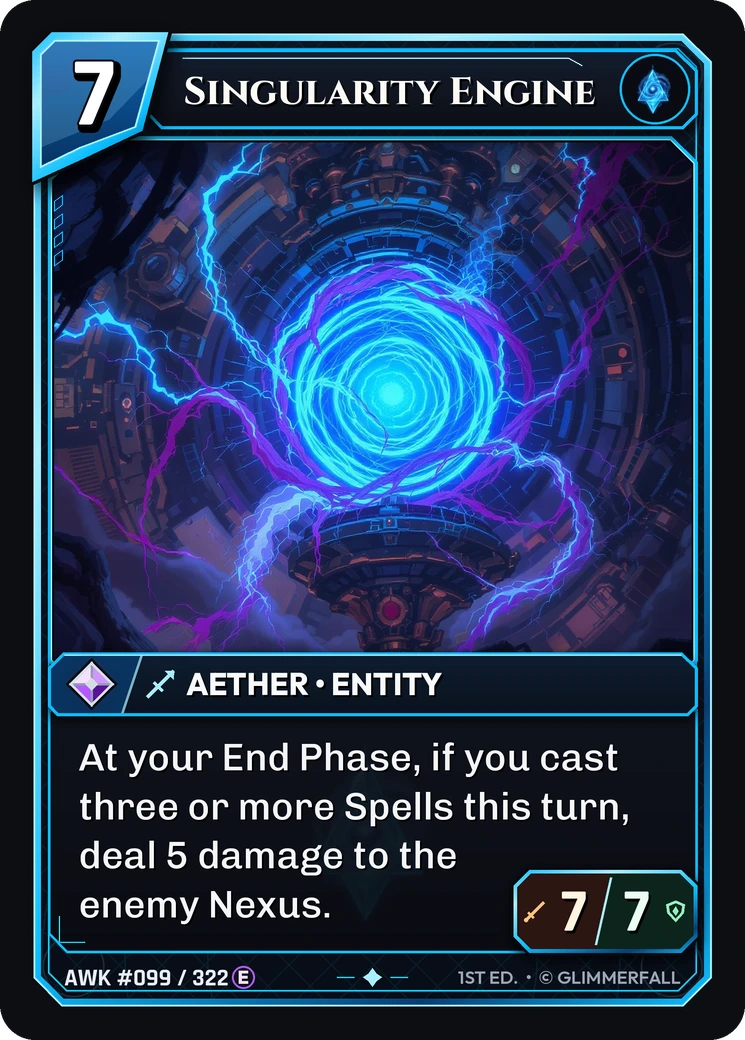 7
SINGULARITY ENGINE
AETHER • ENTITY
At your End Phase, if you cast
three or more Spells this turn,
deal 5 damage to the
enemy Nexus.
7 / 7
AWK #099 / 322 E
1ST ED. • © GLIMMERFALL